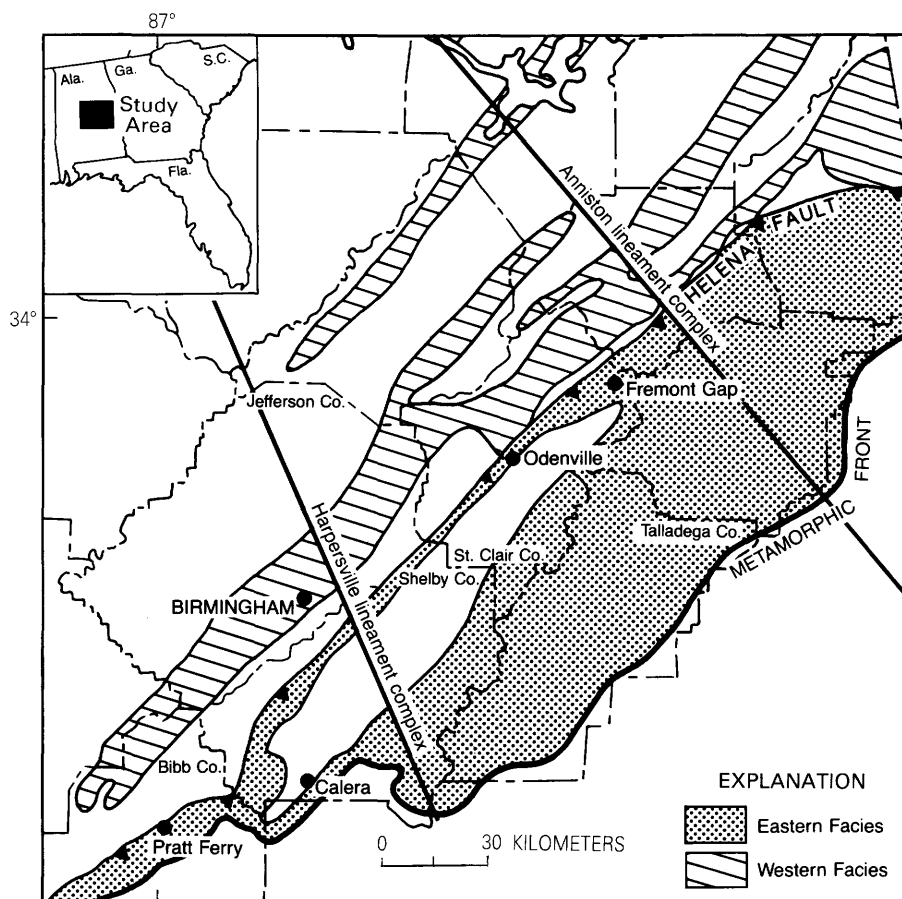 87°
Ala.
Ga.
S.C.
Study
Area
Fla.
34°
Anniston lineament complex
HELENA FAULT
Fremont Gap
Jefferson Co.
Odenville
FRONT
METAMORPHIC
Talladega Co.
St. Clair Co.
Shelby Co.
Harpersville lineament complex
BIRMINGHAM
Bibb Co.
Calera
Pratt Ferry
0 30 KILOMETERS
EXPLANATION
Eastern Facies
Western Facies